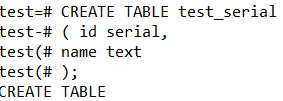 test=# CREATE TABLE test_serial
test-# ( id serial,
test(# name text
test(# );
CREATE TABLE